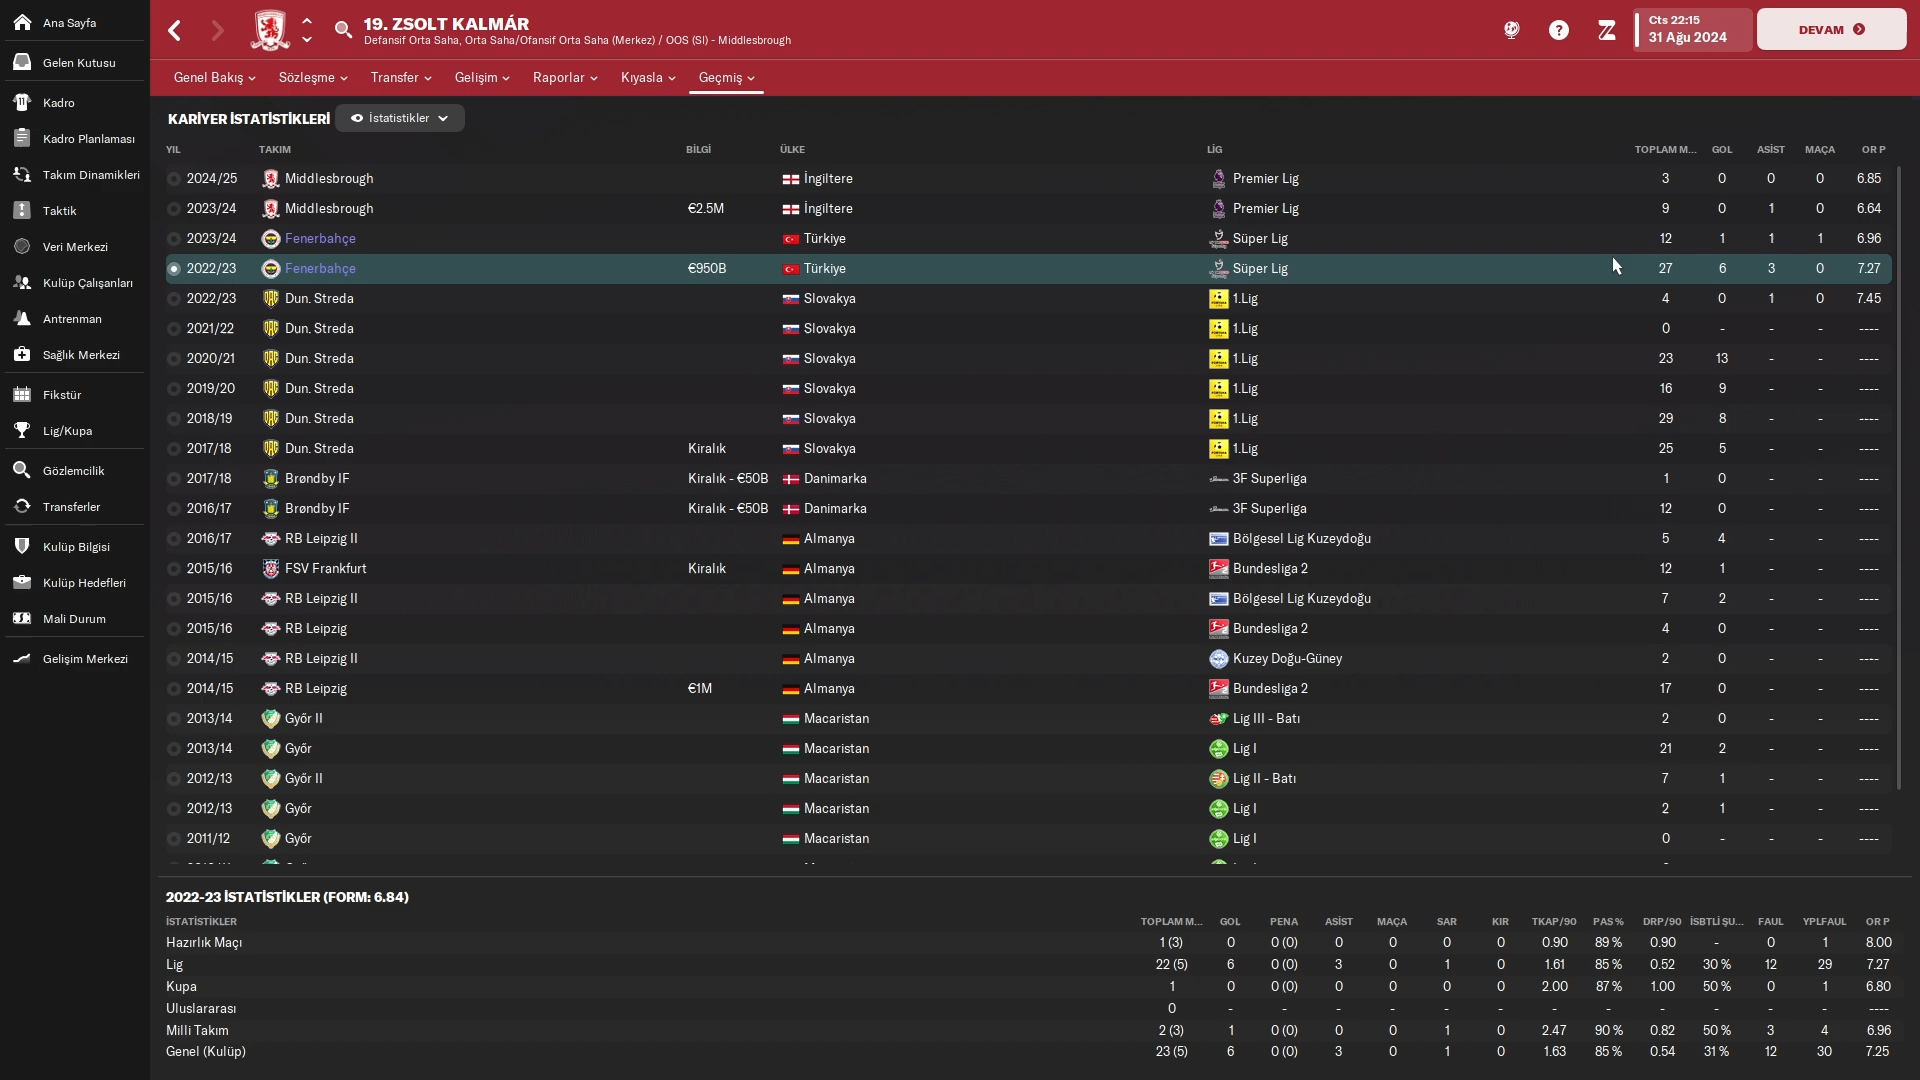 Ana Sayfa
Gelen Kutusu
Kadro
Kadro Planlaması
Takım Dinamikleri
Taktik
Veri Merkezi
Kulüp Çalışanları
Antrenman
Sağlık Merkezi
Fikstür
Lig/Kupa
Gözlemcilik
Transferler
Kulüp Bilgisi
Kulüp Hedefleri
Mali Durum
Gelişim Merkezi
19. ZSOLT KALMÁR
Defansif Orta Saha, Orta Saha/Ofansif Orta Saha (Merkez) / OOS (Sl) - Middlesbrough
Cts 22:15
31 Ağu 2024
DEVAM
Genel Bakış Sözleşme Transfer Gelişim Raporlar Kıyasla Geçmiş
KARİYER İSTATİSTİKLERİ İstatistikler
YIL TAKIM BİLGİ ÜLKE LİG TOPLAM M... GOL ASİST MAÇA OR P
2024/25 Middlesbrough İngiltere Premier Lig 3 0 0 0 6.85
2023/24 Middlesbrough €2.5M İngiltere Premier Lig 9 0 1 0 6.64
2023/24 Fenerbahçe Türkiye Süper Lig 12 1 1 1 6.96
2022/23 Fenerbahçe €950B Türkiye Süper Lig 27 6 3 0 7.27
2022/23 Dun. Streda Slovakya 1.Lig 4 0 1 0 7.45
2021/22 Dun. Streda Slovakya 1.Lig 0 - - - ----
2020/21 Dun. Streda Slovakya 1.Lig 23 13 - - ----
2019/20 Dun. Streda Slovakya 1.Lig 16 9 - - ----
2018/19 Dun. Streda Slovakya 1.Lig 29 8 - - ----
2017/18 Dun. Streda Kiralık Slovakya 1.Lig 25 5 - - ----
2017/18 Brøndby IF Kiralık - €50B Danimarka 3F Superliga 1 0 - - ----
2016/17 Brøndby IF Kiralık - €50B Danimarka 3F Superliga 12 0 - - ----
2016/17 RB Leipzig II Almanya Bölgesel Lig Kuzeydoğu 5 4 - - ----
2015/16 FSV Frankfurt Kiralık Almanya Bundesliga 2 12 1 - - ----
2015/16 RB Leipzig II Almanya Bölgesel Lig Kuzeydoğu 7 2 - - ----
2015/16 RB Leipzig Almanya Bundesliga 2 4 0 - - ----
2014/15 RB Leipzig II Almanya Kuzey Doğu-Güney 2 0 - - ----
2014/15 RB Leipzig €1M Almanya Bundesliga 2 17 0 - - ----
2013/14 Győr II Macaristan Lig III - Batı 2 0 - - ----
2013/14 Győr Macaristan Lig I 21 2 - - ----
2012/13 Győr II Macaristan Lig II - Batı 7 1 - - ----
2012/13 Győr Macaristan Lig I 2 1 - - ----
2011/12 Győr Macaristan Lig I 0 - - - ----
2022-23 İSTATİSTİKLER (FORM: 6.84)
İSTATİSTİKLER TOPLAM M... GOL PENA ASİST MAÇA SAR KIR TKAP/90 PAS % DRP/90 İSBTLİ ŞU... FAUL YPLFAUL OR P
Hazırlık Maçı 1 (3) 0 0 (0) 0 0 0 0 0.90 89 % 0.90 - 0 1 8.00
Lig 22 (5) 6 0 (0) 3 0 1 0 1.61 85 % 0.52 30 % 12 29 7.27
Kupa 1 0 0 (0) 0 0 0 0 2.00 87 % 1.00 50 % 0 1 6.80
Uluslararası 0 - - - - - - - - - - - - ----
Milli Takım 2 (3) 1 0 (0) 0 0 1 0 2.47 90 % 0.82 50 % 3 4 6.96
Genel (Kulüp) 23 (5) 6 0 (0) 3 0 1 0 1.63 85 % 0.54 31 % 12 30 7.25